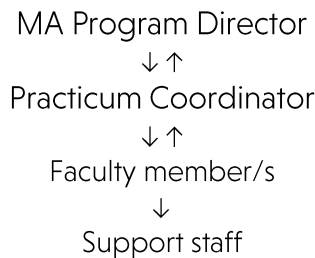 MA Program Director
↓ ↑
Practicum Coordinator
↓ ↑
Faculty member/s
↓
Support staff